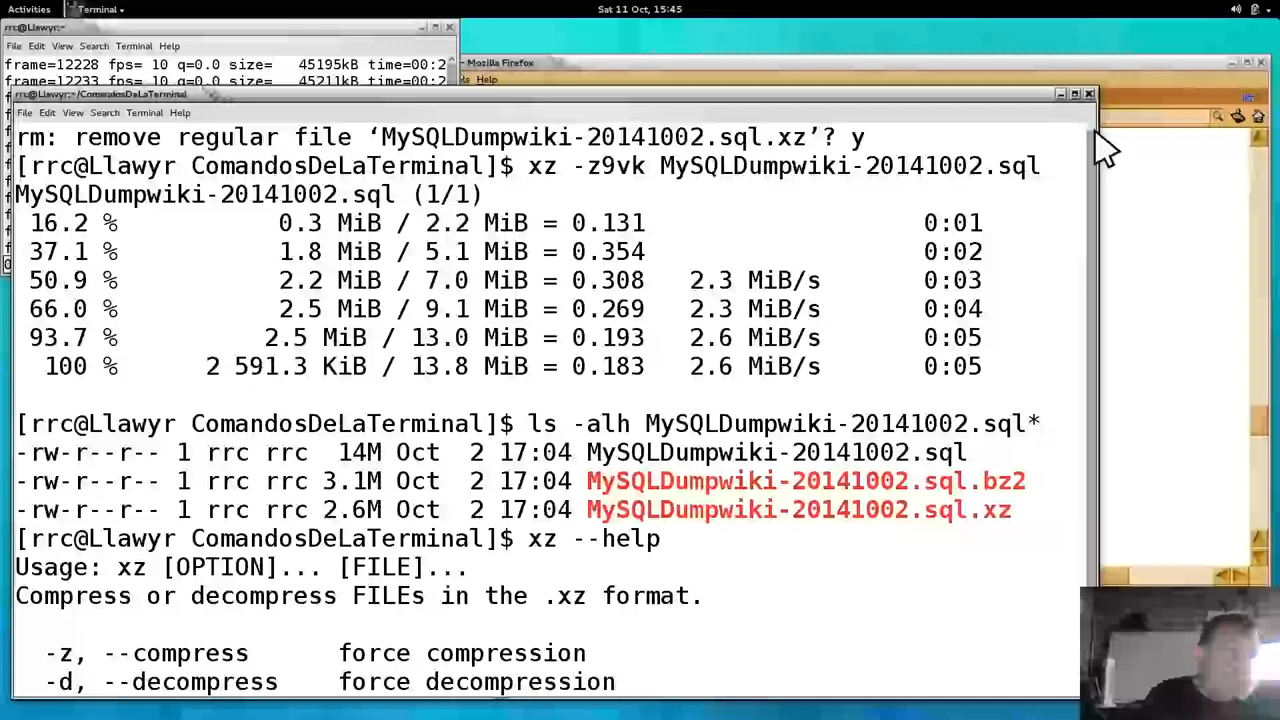 Activities Terminal Sat 11 Oct, 15:45
rrc@Llawyr:~
File Edit View Search Terminal Help
frame=12228 fps= 10 q=0.0 size= 45195kB time=00:2
frame=12233 fps= 10 q=0.0 size= 45211kB time=00:2
Mozilla Firefox
Help
rrc@Llawyr:~/ComandosDeLaTerminal
File Edit View Search Terminal Help
rm: remove regular file ‘MySQLDumpwiki-20141002.sql.xz’? y
[rrc@Llawyr ComandosDeLaTerminal]$ xz -z9vk MySQLDumpwiki-20141002.sql
MySQLDumpwiki-20141002.sql (1/1)
16.2 % 0.3 MiB / 2.2 MiB = 0.131 0:01
37.1 % 1.8 MiB / 5.1 MiB = 0.354 0:02
50.9 % 2.2 MiB / 7.0 MiB = 0.308 2.3 MiB/s 0:03
66.0 % 2.5 MiB / 9.1 MiB = 0.269 2.3 MiB/s 0:04
93.7 % 2.5 MiB / 13.0 MiB = 0.193 2.6 MiB/s 0:05
100 % 2 591.3 KiB / 13.8 MiB = 0.183 2.6 MiB/s 0:05
[rrc@Llawyr ComandosDeLaTerminal]$ ls -alh MySQLDumpwiki-20141002.sql*
-rw-r--r-- 1 rrc rrc 14M Oct 2 17:04 MySQLDumpwiki-20141002.sql
-rw-r--r-- 1 rrc rrc 3.1M Oct 2 17:04 MySQLDumpwiki-20141002.sql.bz2
-rw-r--r-- 1 rrc rrc 2.6M Oct 2 17:04 MySQLDumpwiki-20141002.sql.xz
[rrc@Llawyr ComandosDeLaTerminal]$ xz --help
Usage: xz [OPTION]... [FILE]...
Compress or decompress FILEs in the .xz format.
-z, --compress force compression
-d, --decompress force decompression